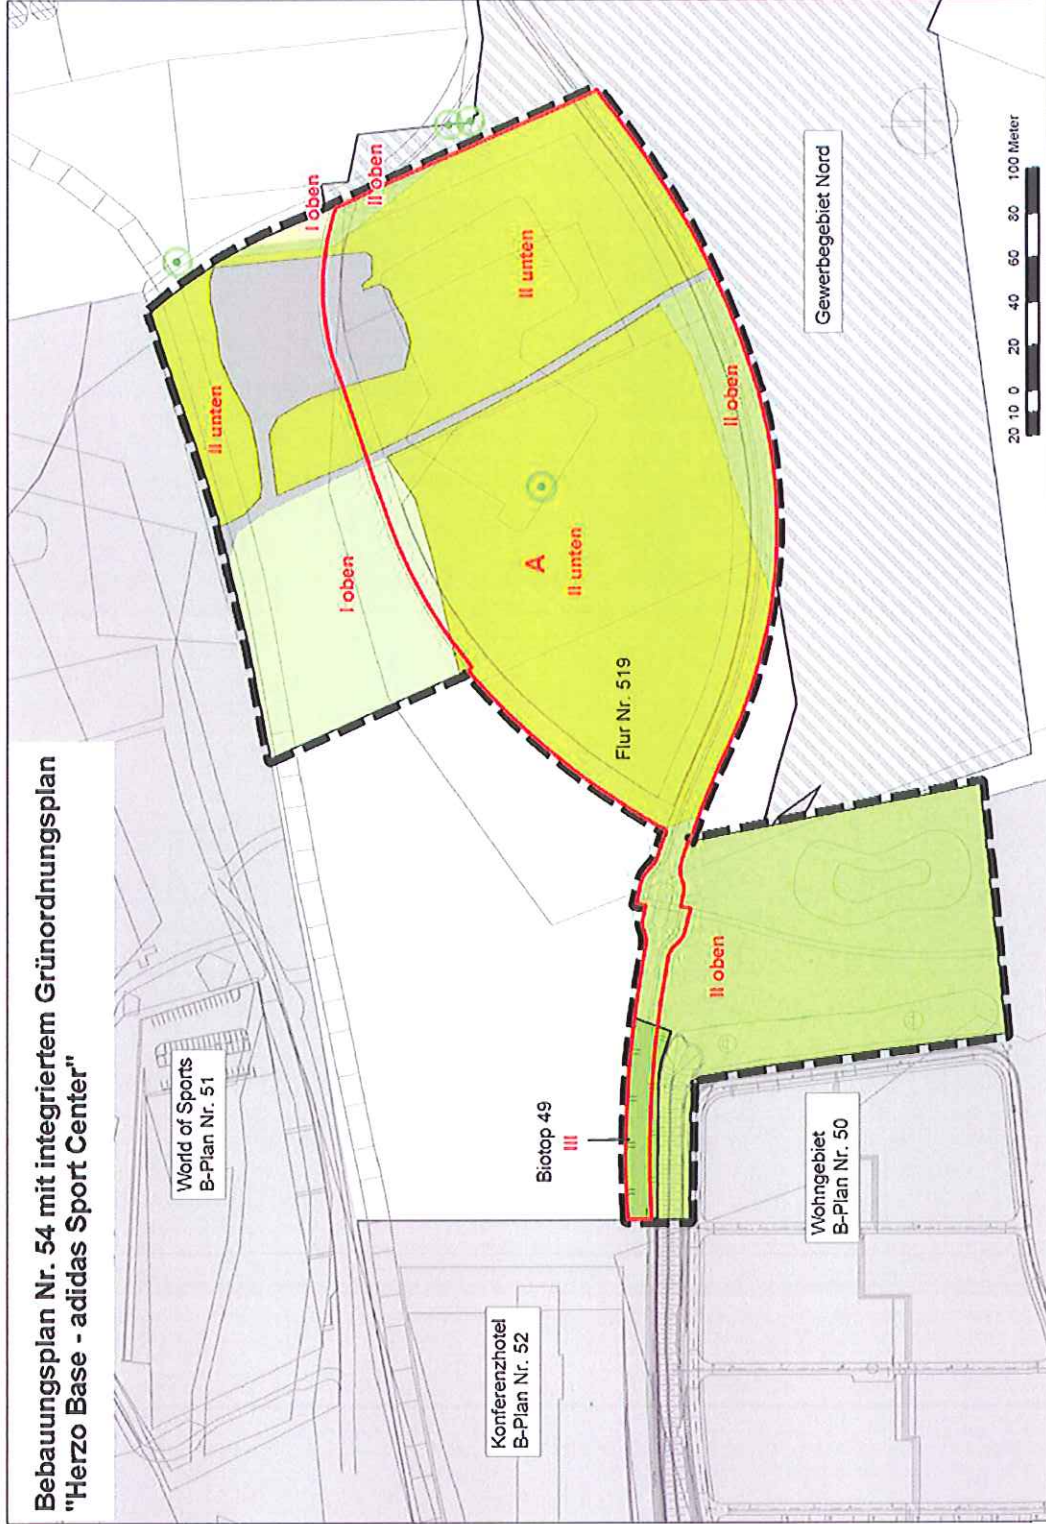 Bebauungsplan Nr. 54 mit integriertem Grünordnungsplan
"Herzo Base - adidas Sport Center"
World of Sports
B-Plan Nr. 51
I oben
II oben
II unten
II unten
I oben
A
II unten
II oben
Flur Nr. 519
Gewerbegebiet Nord
Konferenzhotel
B-Plan Nr. 52
Biotop 49
III
II oben
Wohngebiet
B-Plan Nr. 50
20 10 0 20 40 60 80 100 Meter